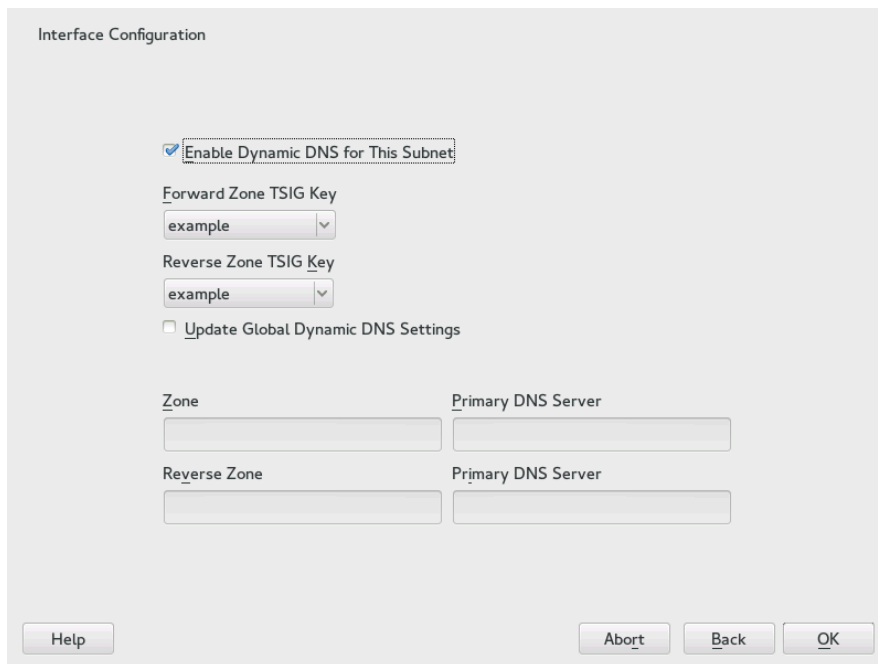 Interface Configuration
Enable Dynamic DNS for This Subnet
Forward Zone TSIG Key
example
Reverse Zone TSIG Key
example
Update Global Dynamic DNS Settings
Zone Primary DNS Server
Reverse Zone Primary DNS Server
Help Abort Back OK